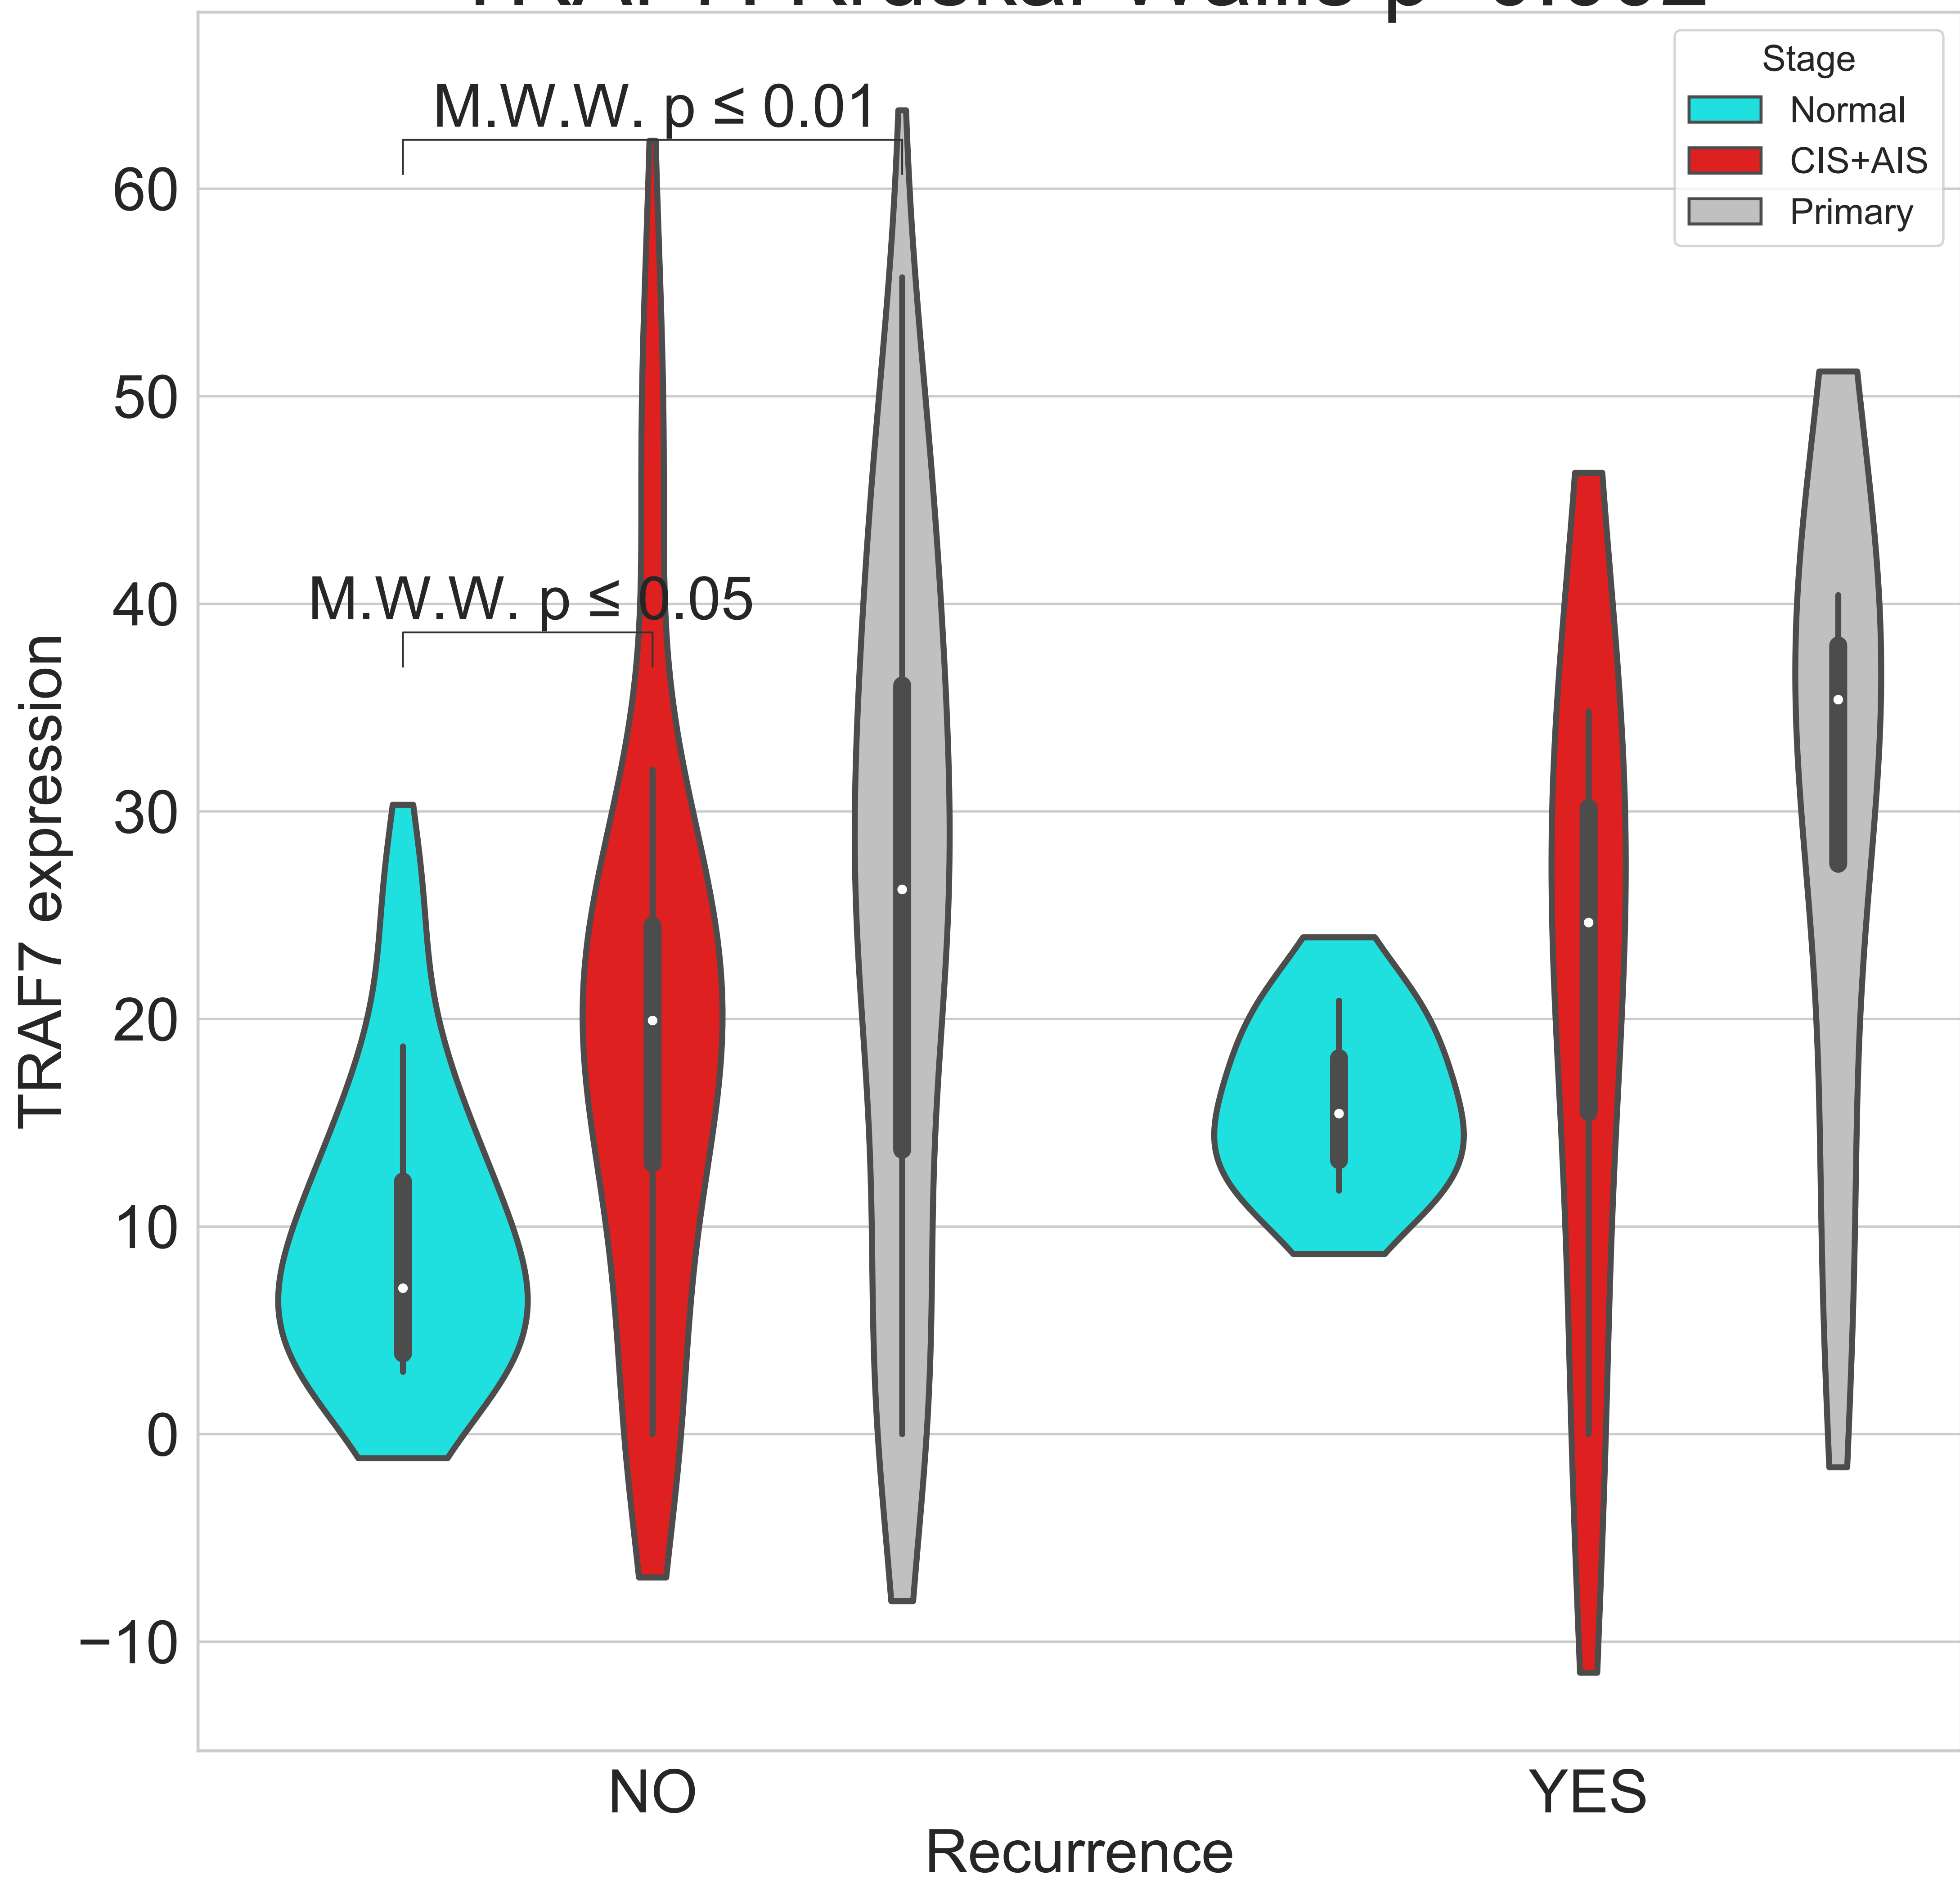 Stage
Normal
CIS+AIS
Primary
M.W.W. p ≤ 0.01
M.W.W. p ≤ 0.05
60
50
40
30
20
10
0
−10
TRAF7 expression
NO
YES
Recurrence